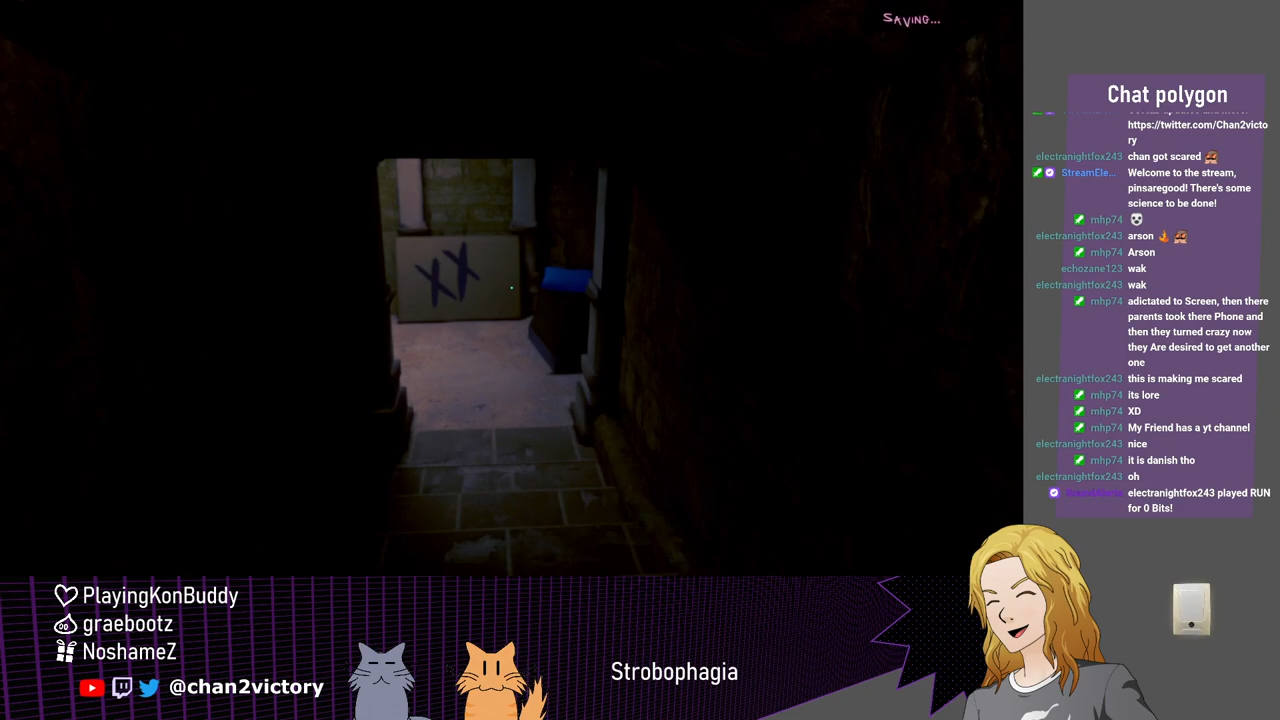 SAVING...
XX
Chat polygon
https://twitter.com/Chan2victo
ry
electranightfox243 chan got scared
StreamEle... Welcome to the stream,
pinsaregood! There's some
science to be done!
mhp74
electranightfox243 arson
mhp74 Arson
echozane123 wak
electranightfox243 wak
mhp74 adictated to Screen, then there
parents took there Phone and
then they turned crazy now
they Are desired to get another
one
electranightfox243 this is making me scared
mhp74 its lore
mhp74 XD
mhp74 My Friend has a yt channel
electranightfox243 nice
mhp74 it is danish tho
electranightfox243 oh
electranightfox243 played RUN
for 0 Bits!
PlayingKonBuddy
graebootz
NoshameZ
@chan2victory
Strobophagia